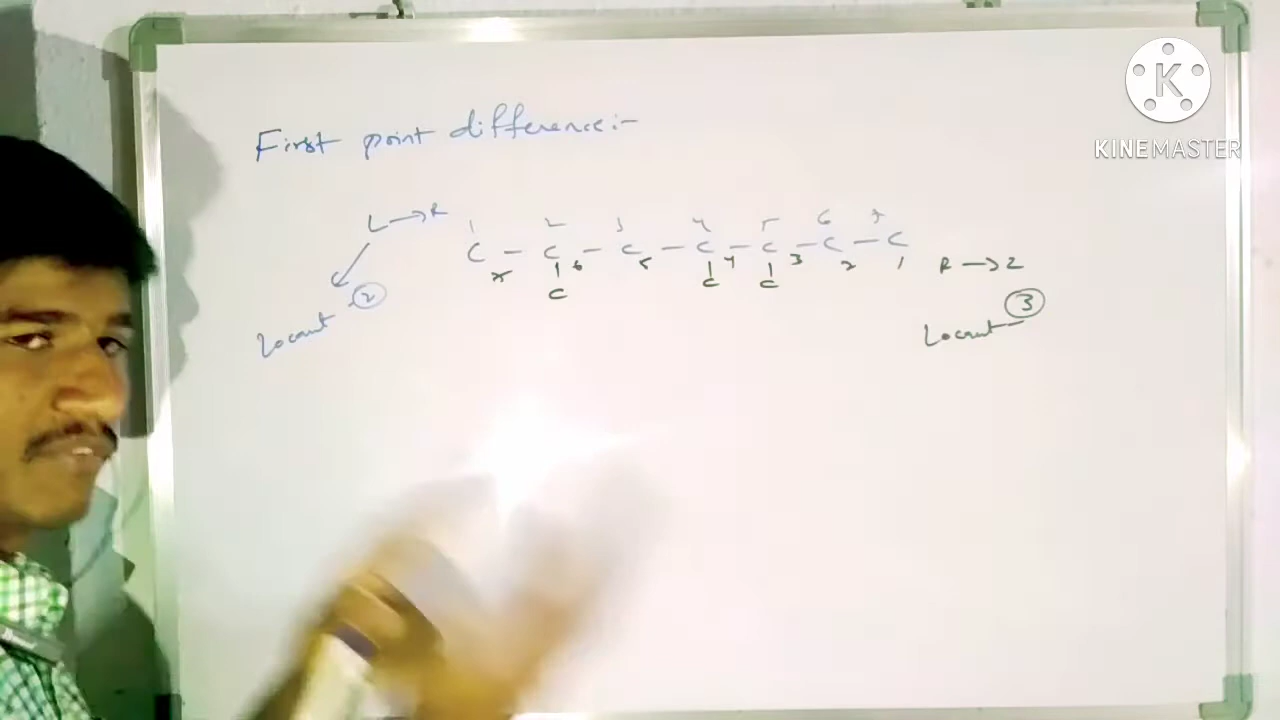 First point difference:-
L → R
1 2 3 4 5 6 7
C - C - C - C - C - C - C
7 6 5 4 3 2 1
R → L
C C C
2
Locant
3
Locant
K
KINEMASTER